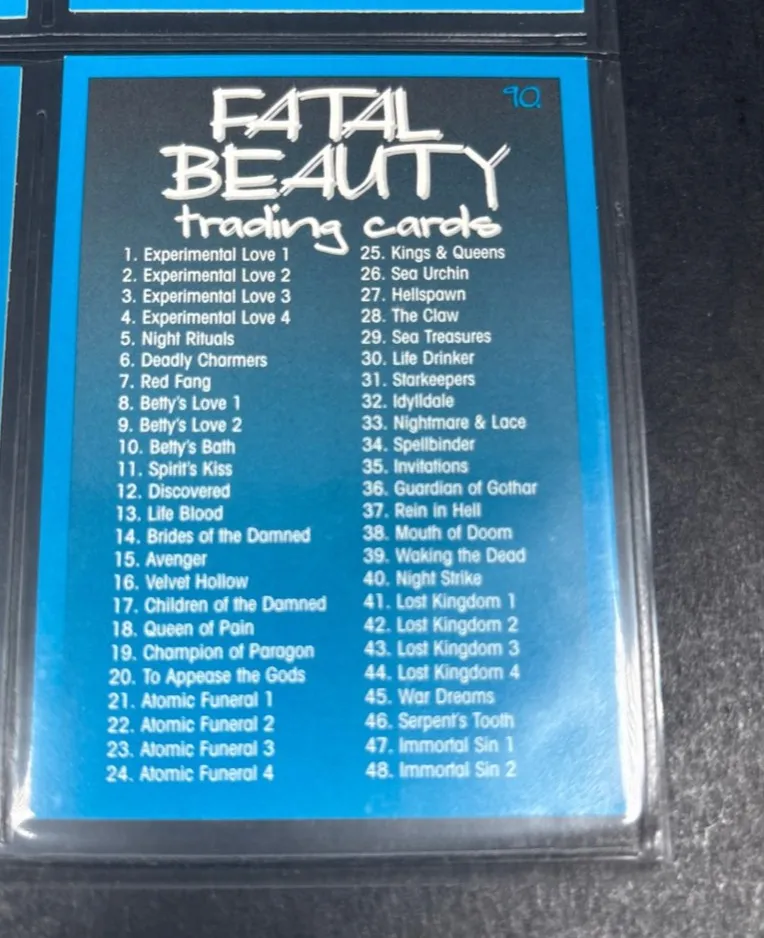 FATAL
90.
BEAUTY
trading cards
1. Experimental Love 1
2. Experimental Love 2
3. Experimental Love 3
4. Experimental Love 4
5. Night Rituals
6. Deadly Charmers
7. Red Fang
8. Betty's Love 1
9. Betty's Love 2
10. Betty's Bath
11. Spirit's Kiss
12. Discovered
13. Life Blood
14. Brides of the Damned
15. Avenger
16. Velvet Hollow
17. Children of the Damned
18. Queen of Pain
19. Champion of Paragon
20. To Appease the Gods
21. Atomic Funeral 1
22. Atomic Funeral 2
23. Atomic Funeral 3
24. Atomic Funeral 4
25. Kings & Queens
26. Sea Urchin
27. Hellspawn
28. The Claw
29. Sea Treasures
30. Life Drinker
31. Starkeepers
32. Idylldale
33. Nightmare & Lace
34. Spellbinder
35. Invitations
36. Guardian of Gothar
37. Rein in Hell
38. Mouth of Doom
39. Waking the Dead
40. Night Strike
41. Lost Kingdom 1
42. Lost Kingdom 2
43. Lost Kingdom 3
44. Lost Kingdom 4
45. War Dreams
46. Serpent's Tooth
47. Immortal Sin 1
48. Immortal Sin 2